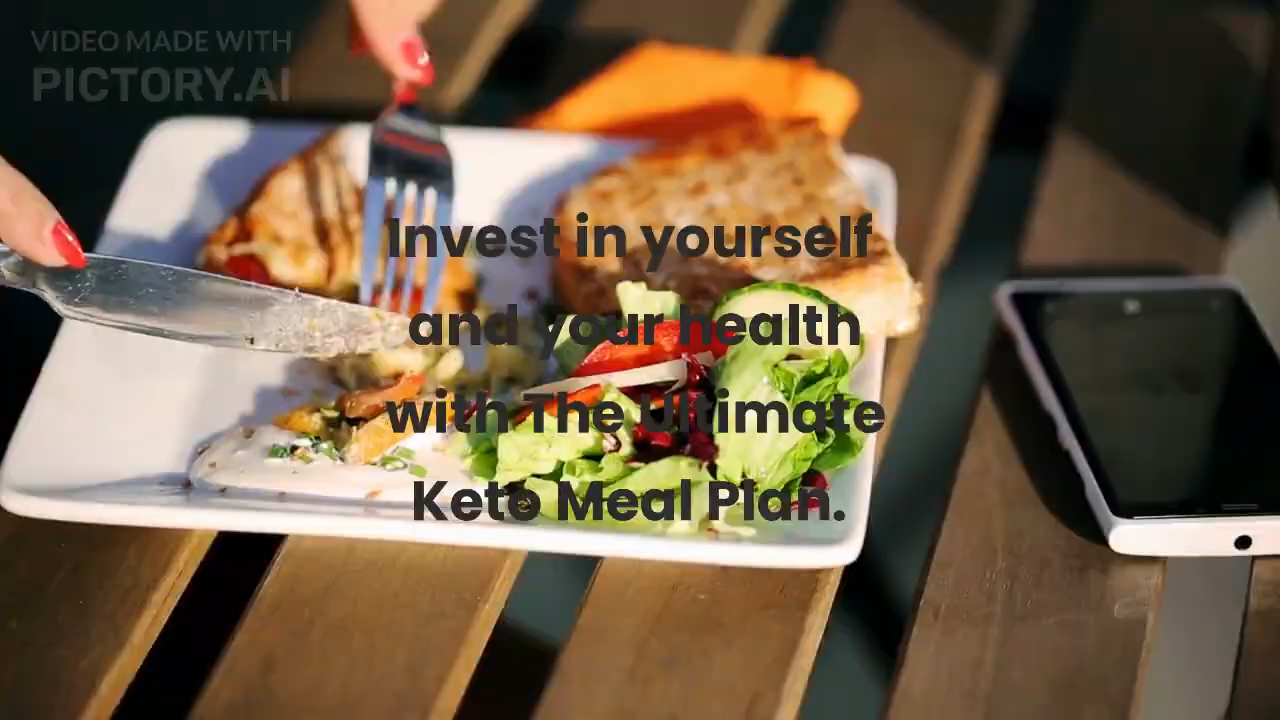 VIDEO MADE WITH
PICTORY.AI
Invest in yourself
and your health
with The Ultimate
Keto Meal Plan.